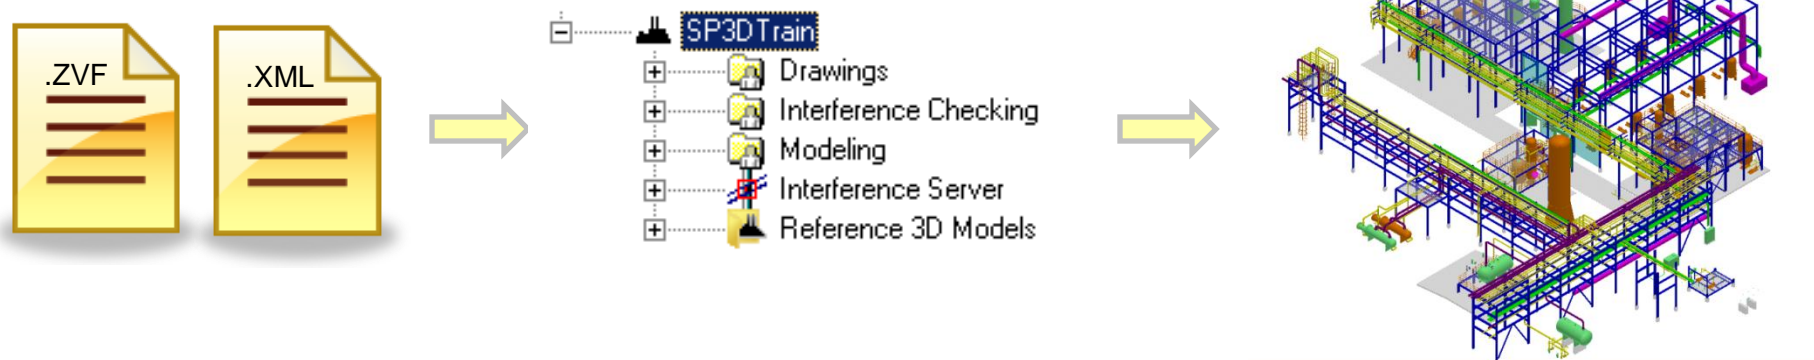 .ZVF
.XML
SP3DTrain
Drawings
Interference Checking
Modeling
Interference Server
Reference 3D Models